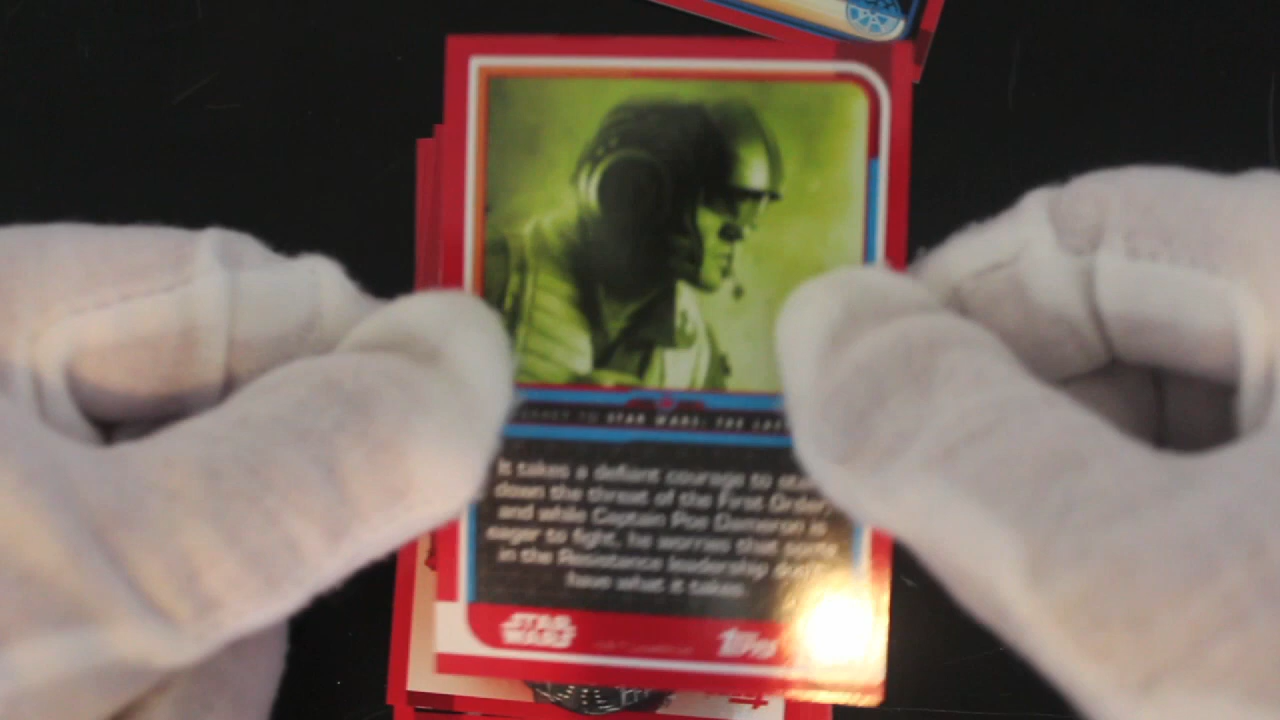 STAR WARS: THE
It takes a defiant courage to
down the threat of the First Order,
and while Captain Poe Dameron is
eager to fight, he worries that some
in the Resistance leadership don't
have what it takes.
STAR
WARS
Topps